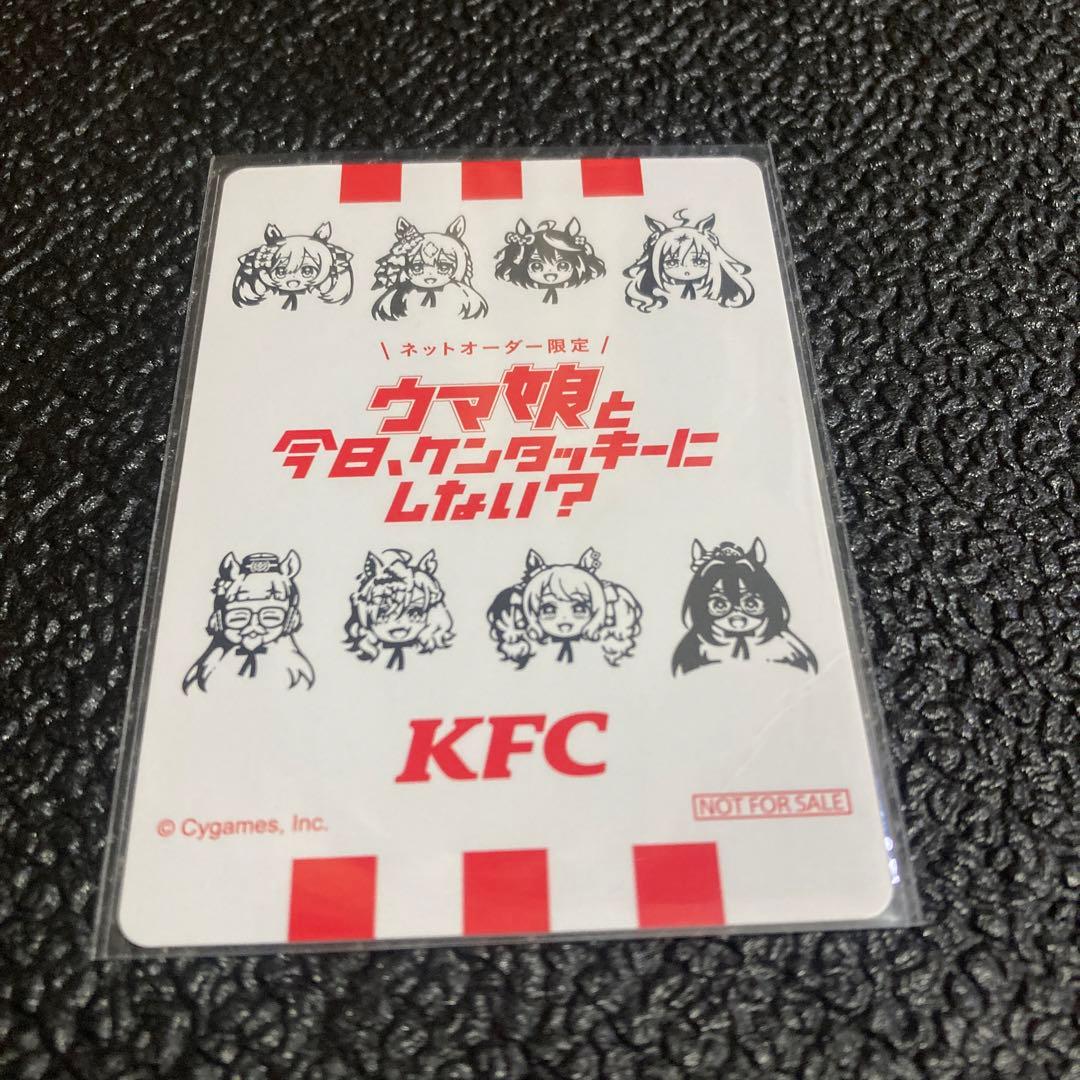 \ ネットオーダー限定 /
ウマ娘と
今日、ケンタッキーに
しない?
KFC
NOT FOR SALE
© Cygames, Inc.